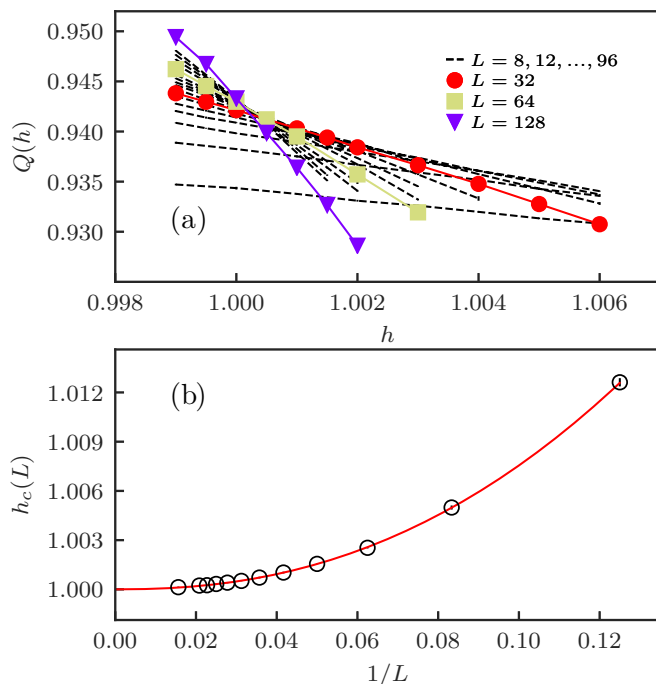 0.950
0.945
0.940
0.935
0.930
Q(h)
(a)
L = 8, 12, ..., 96
L = 32
L = 64
L = 128
0.998 1.000 1.002 1.004 1.006
h
1.012
1.009
1.006
1.003
1.000
h_c(L)
(b)
0.00 0.02 0.04 0.06 0.08 0.10 0.12
1/L